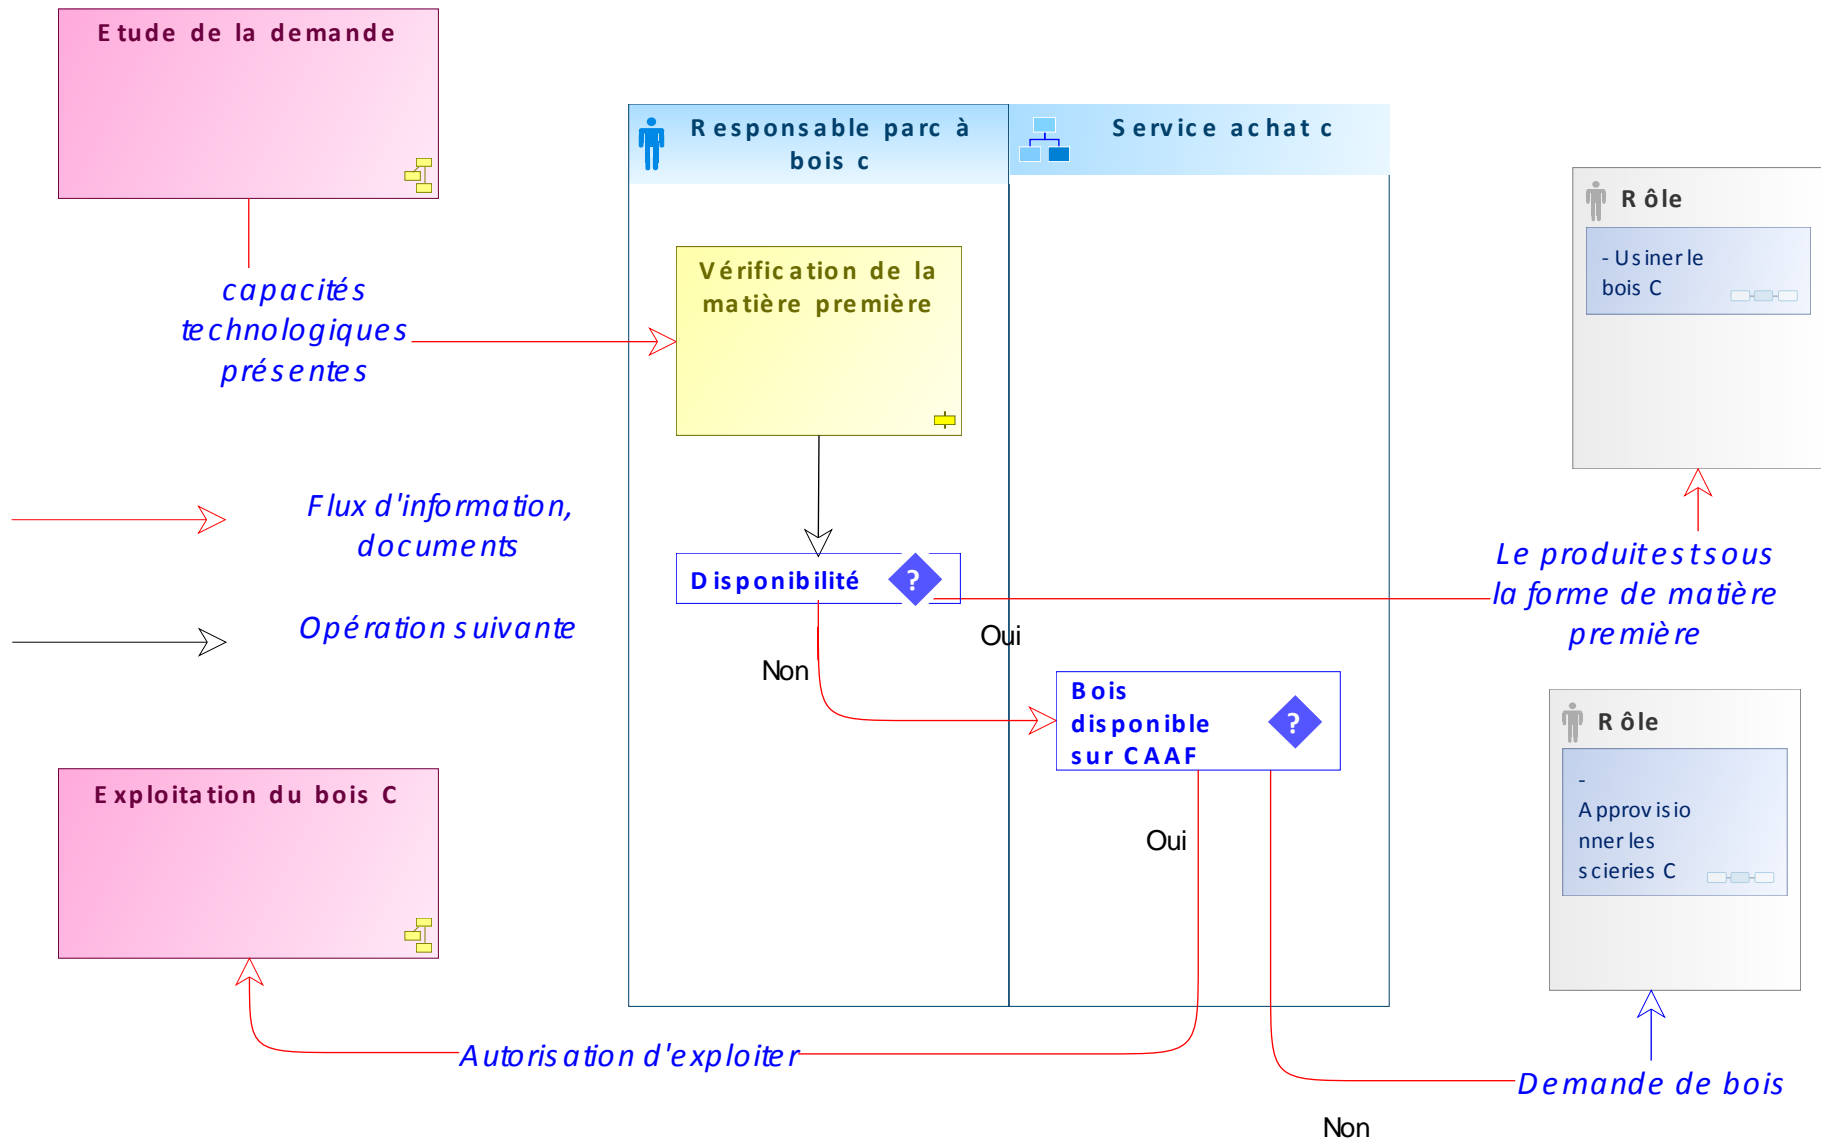 Etude de la demande
Responsable parc à
bois c
Service achat c
Rôle
- Usiner le
bois C
Vérification de la
matière première
capacités
technologiques
présentes
Flux d'information,
documents
Opération suivante
Disponibilité
?
Oui
Non
Le produit est sous
la forme de matière
première
Bois
disponible
sur CAAF
?
Rôle
-
Approvisio
nner les
scieries C
Exploitation du bois C
Oui
Autorisation d'exploiter
Demande de bois
Non